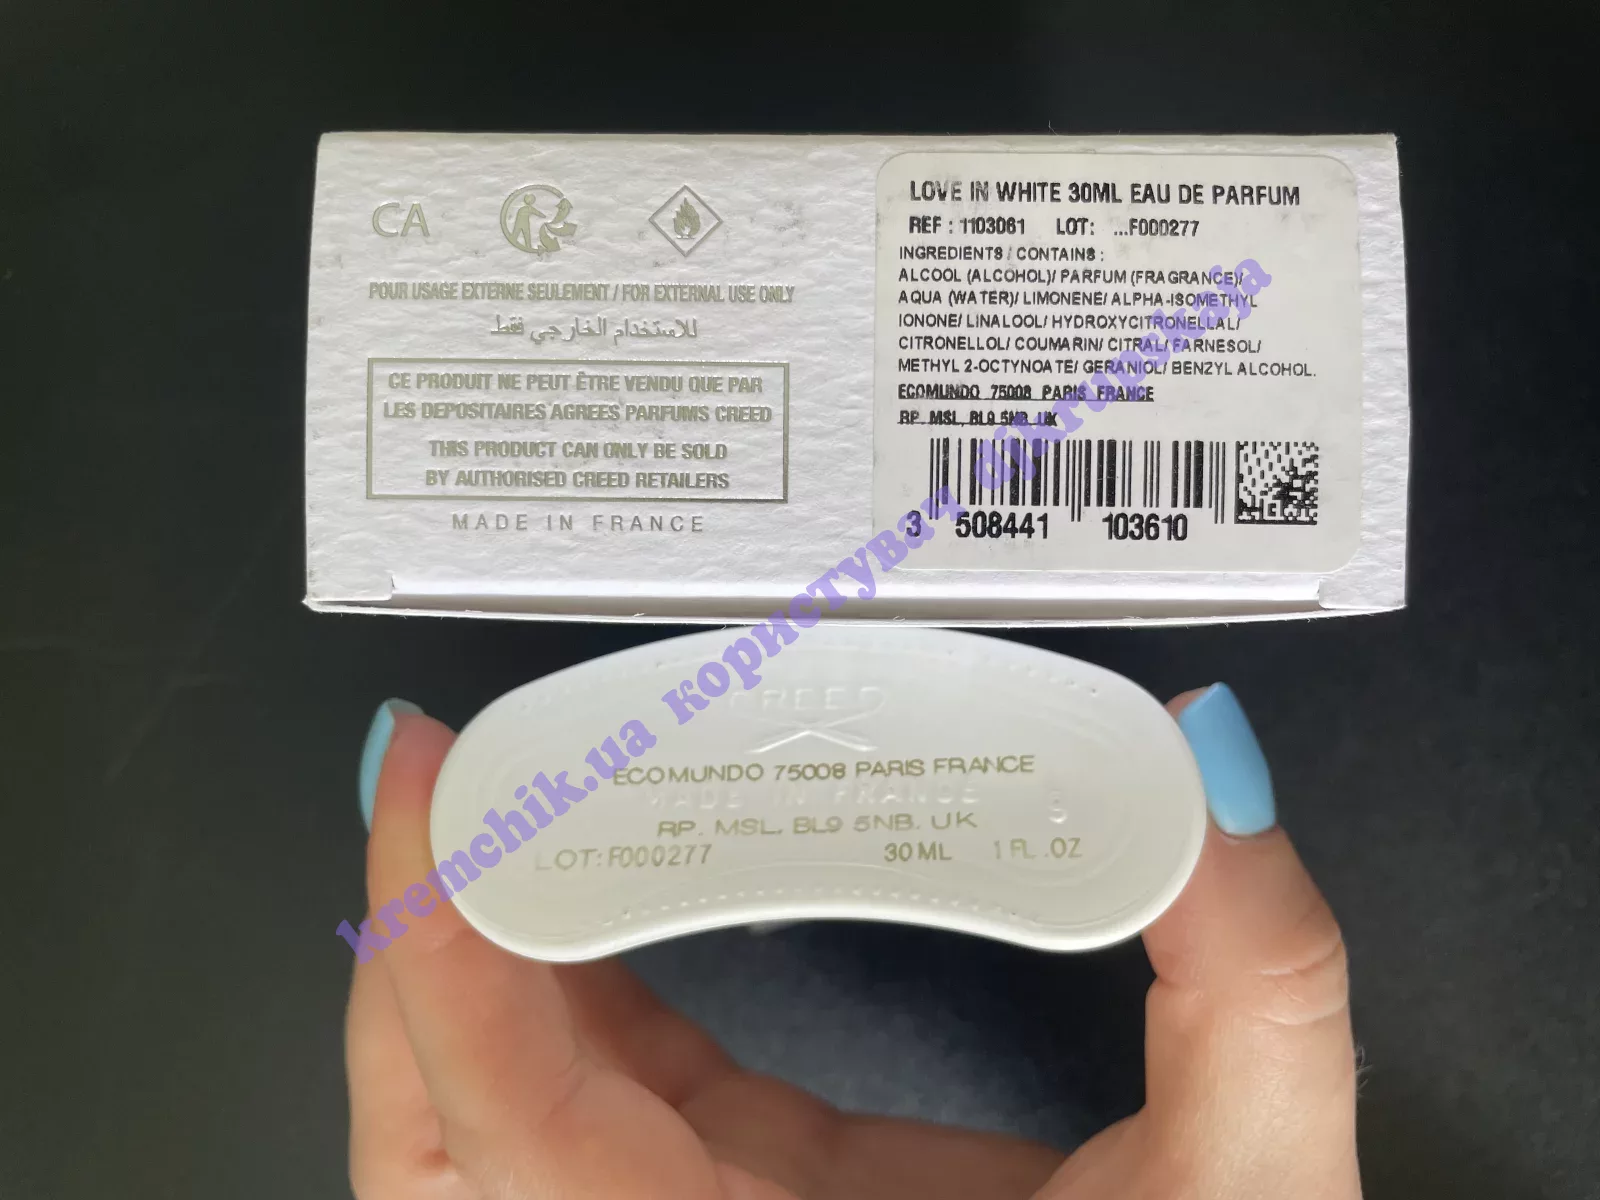 CA
POUR USAGE EXTERNE SEULEMENT / FOR EXTERNAL USE ONLY
للاستخدام الخارجي فقط
CE PRODUIT NE PEUT ÊTRE VENDU QUE PAR
LES DEPOSITAIRES AGREES PARFUMS CREED
THIS PRODUCT CAN ONLY BE SOLD
BY AUTHORISED CREED RETAILERS
MADE IN FRANCE
LOVE IN WHITE 30ML EAU DE PARFUM
REF : 1103061 LOT: ...F000277
INGREDIENTS / CONTAINS :
ALCOOL (ALCOHOL)/ PARFUM (FRAGRANCE)/
AQUA (WATER)/ LIMONENE/ ALPHA-ISOMETHYL
IONONE/ LINALOOL/ HYDROXYCITRONELLAL/
CITRONELLOL/ COUMARIN/ CITRAL/ FARNESOL/
METHYL 2-OCTYNOATE/ GERANIOL/ BENZYL ALCOHOL.
ECOMUNDO 75008 PARIS FRANCE
RP. MSL, BL9 5NB. UK
3 508441 103610
CREED
ECOMUNDO 75008 PARIS FRANCE
MADE IN FRANCE
RP. MSL. BL9 5NB. UK
LOT:F000277 30 ML 1 FL .OZ
kremchik.ua користувач djkrupskaja